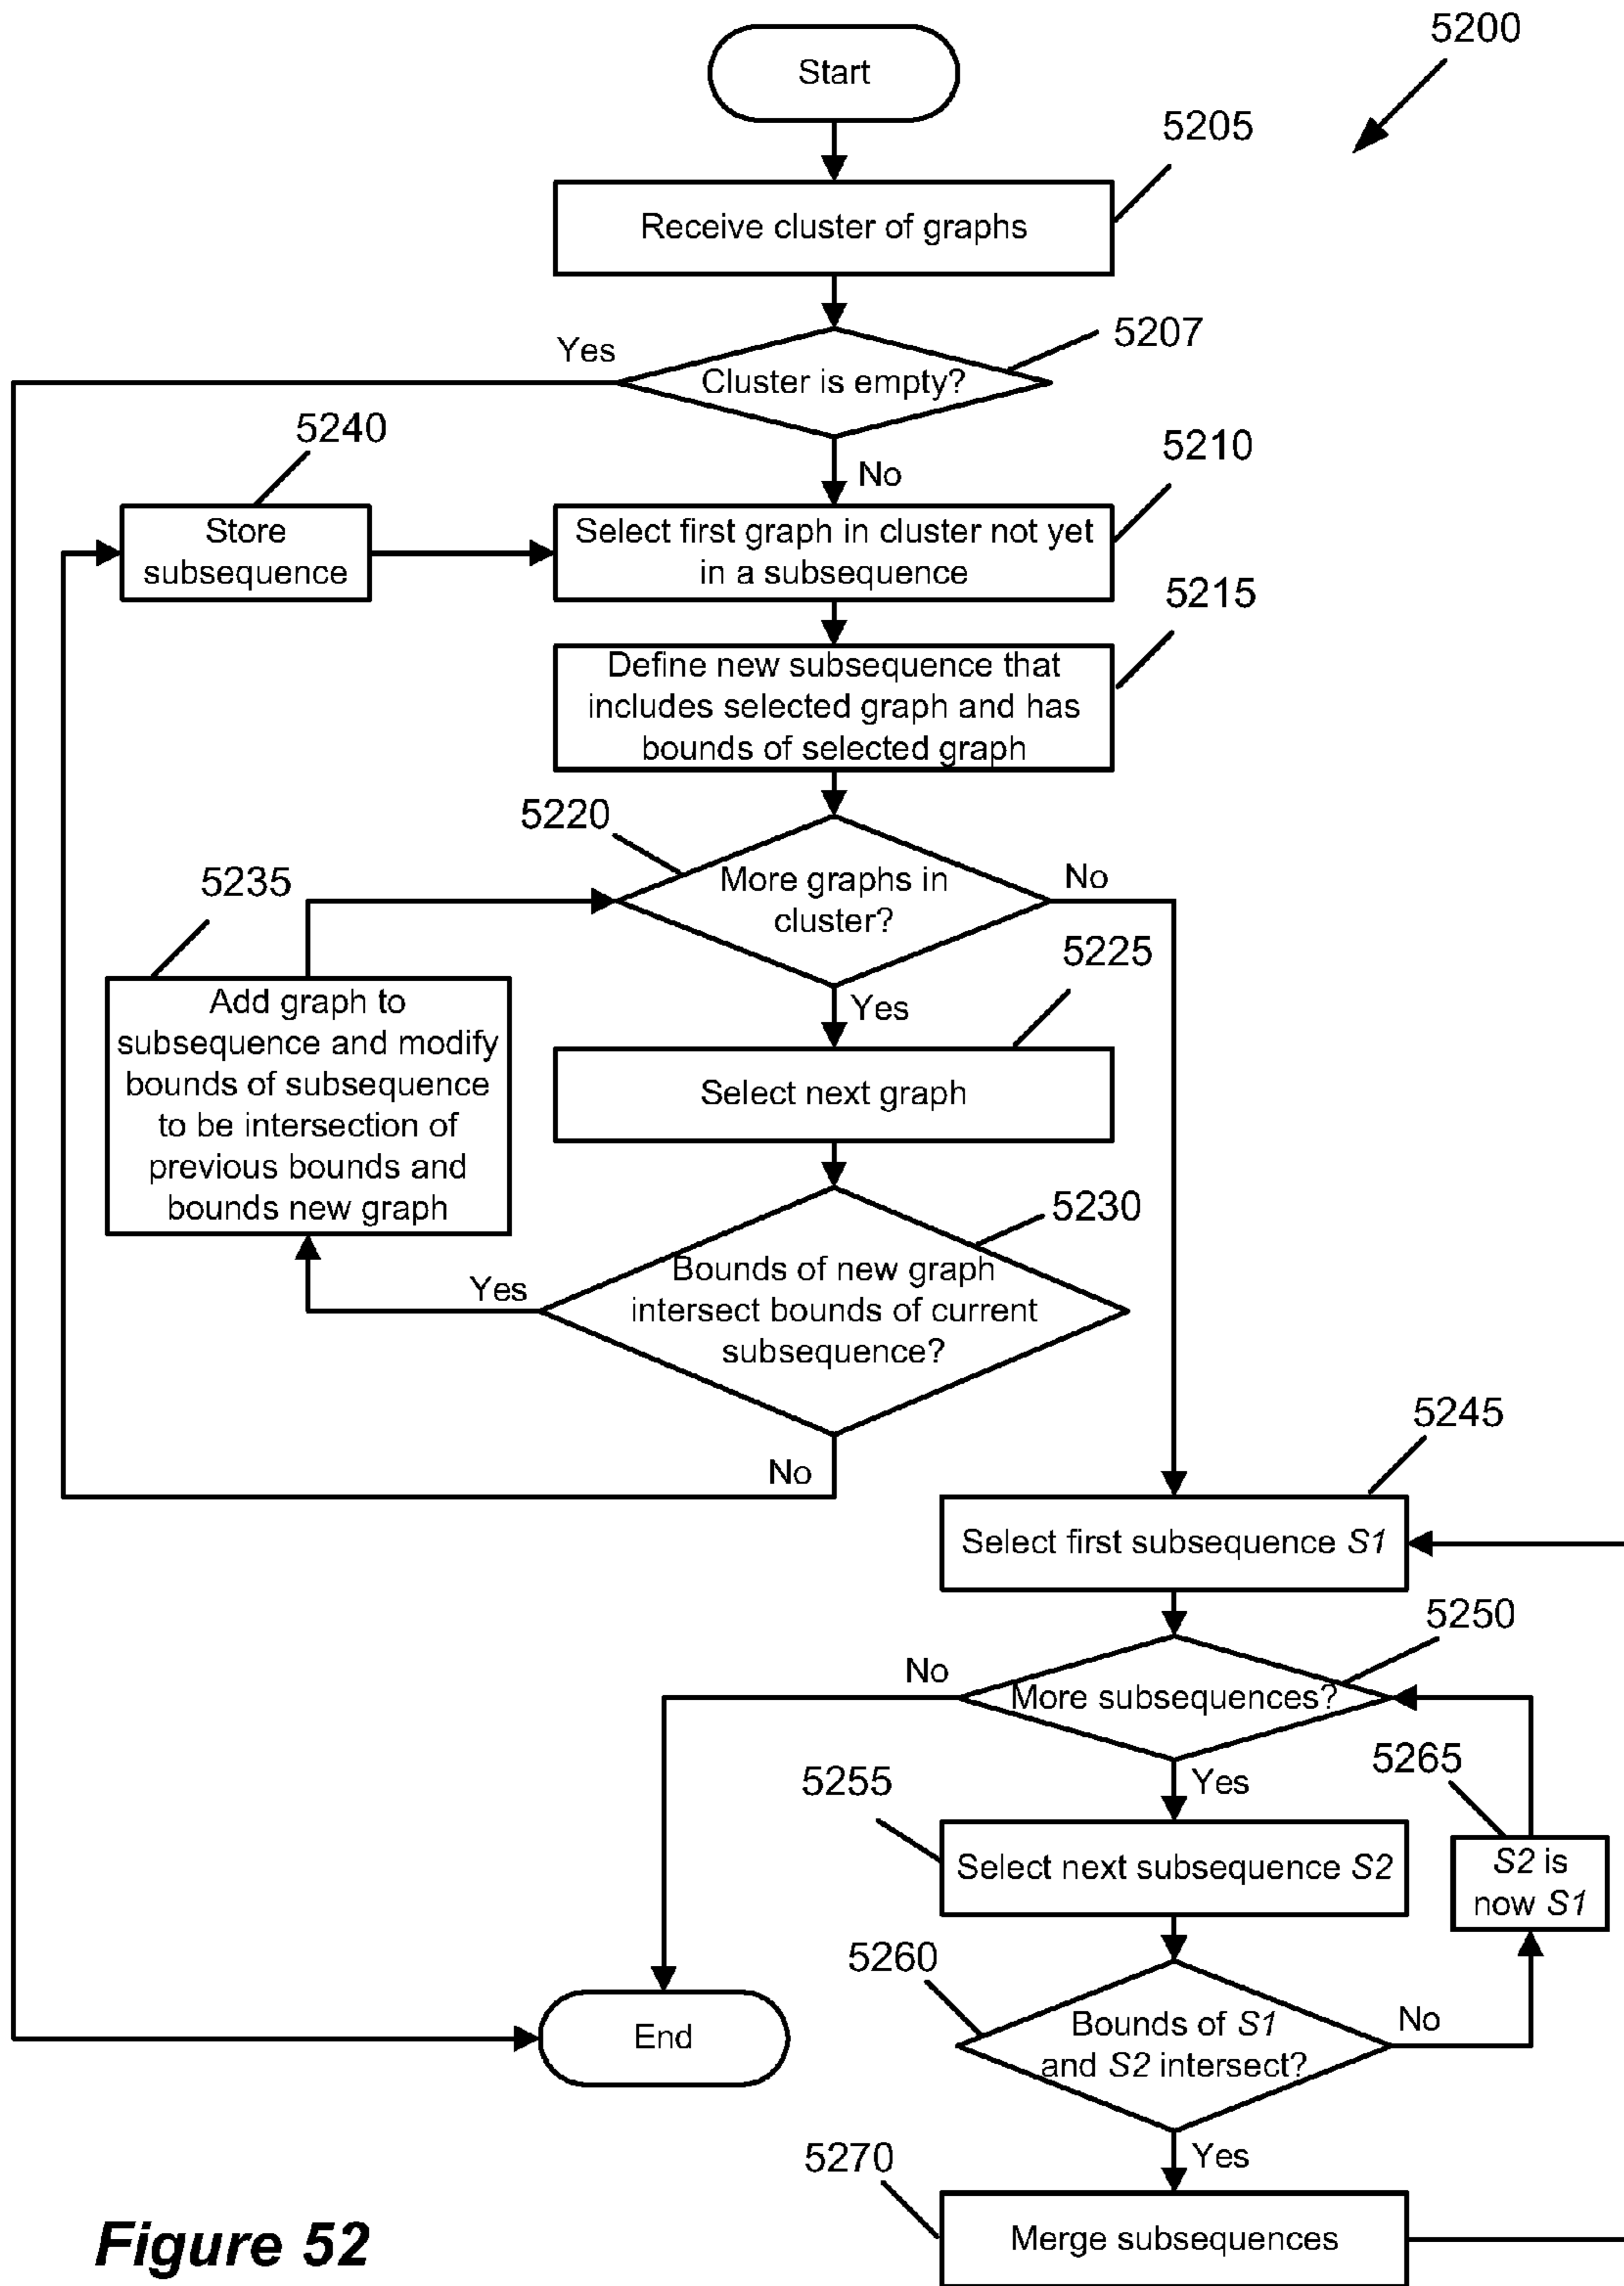 5200
Start
5205
Receive cluster of graphs
5207
Yes
Cluster is empty?
5240
5210
No
Store
subsequence
Select first graph in cluster not yet
in a subsequence
5215
Define new subsequence that
includes selected graph and has
bounds of selected graph
5220
More graphs in
cluster?
No
5235
5225
Yes
Add graph to
subsequence and modify
bounds of subsequence
to be intersection of
previous bounds and
bounds new graph
Select next graph
5230
Bounds of new graph
intersect bounds of current
subsequence?
Yes
No
5245
Select first subsequence S1
5250
No
More subsequences?
5265
5255
Yes
Select next subsequence S2
S2 is
now S1
5260
Bounds of S1
and S2 intersect?
No
End
Yes
5270
Merge subsequences
Figure 52